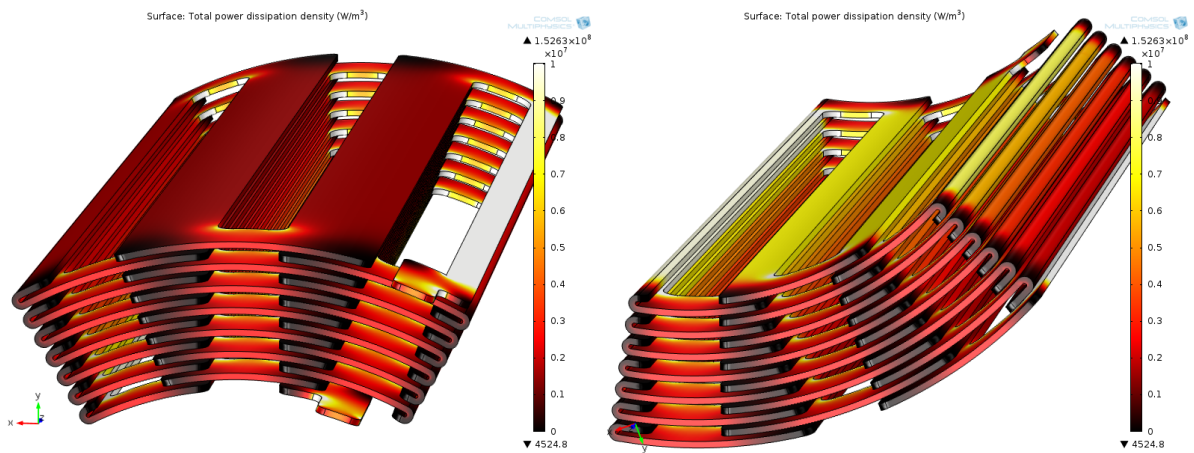 Surface: Total power dissipation density (W/m³)
COMSOL
MULTIPHYSICS
▲ 1.5263×10⁸
×10⁷
1
0.9
0.8
0.7
0.6
0.5
0.4
0.3
0.2
0.1
0
▼ 4524.8
y
z
x
Surface: Total power dissipation density (W/m³)
COMSOL
MULTIPHYSICS
▲ 1.5263×10⁸
×10⁷
1
0.8
0.7
0.6
0.5
0.4
0.3
0.2
0.1
0
▼ 4524.8
x
y